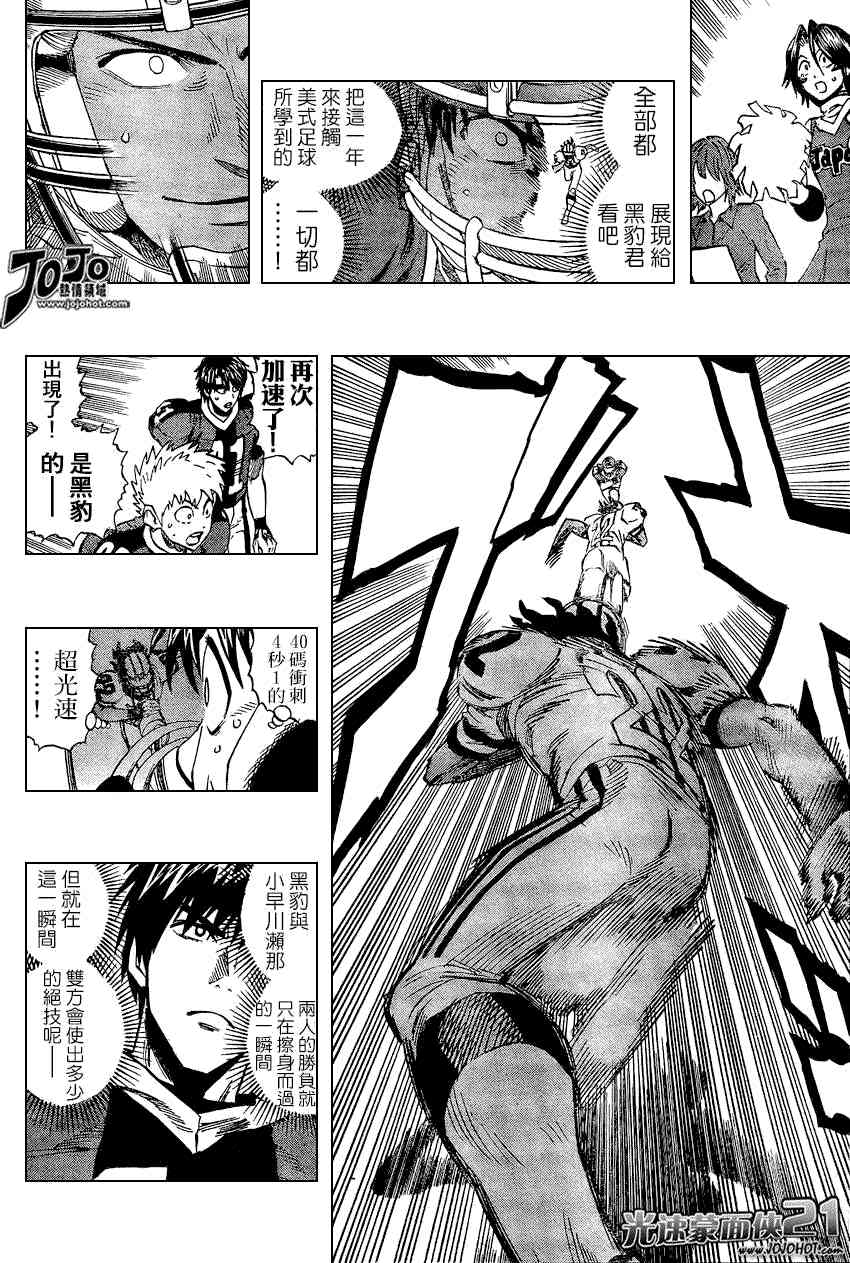 Japa
全部都
展現給
黑豹君
看吧
把這一年
來接觸
美式足球
所學到的
一切都
……！
JOJO
熱情領域
www.jojohot.com
再次
加速了！
出現了！
是黑豹
的——
40碼衝刺
4秒1的
超光速
……！
黑豹與
小早川瀨那
兩人的勝負就
只在擦身而過
的一瞬間
但就在
這一瞬間
雙方會使出多少
的絕技呢——
光速蒙面俠21
www.JOJOHOT.com